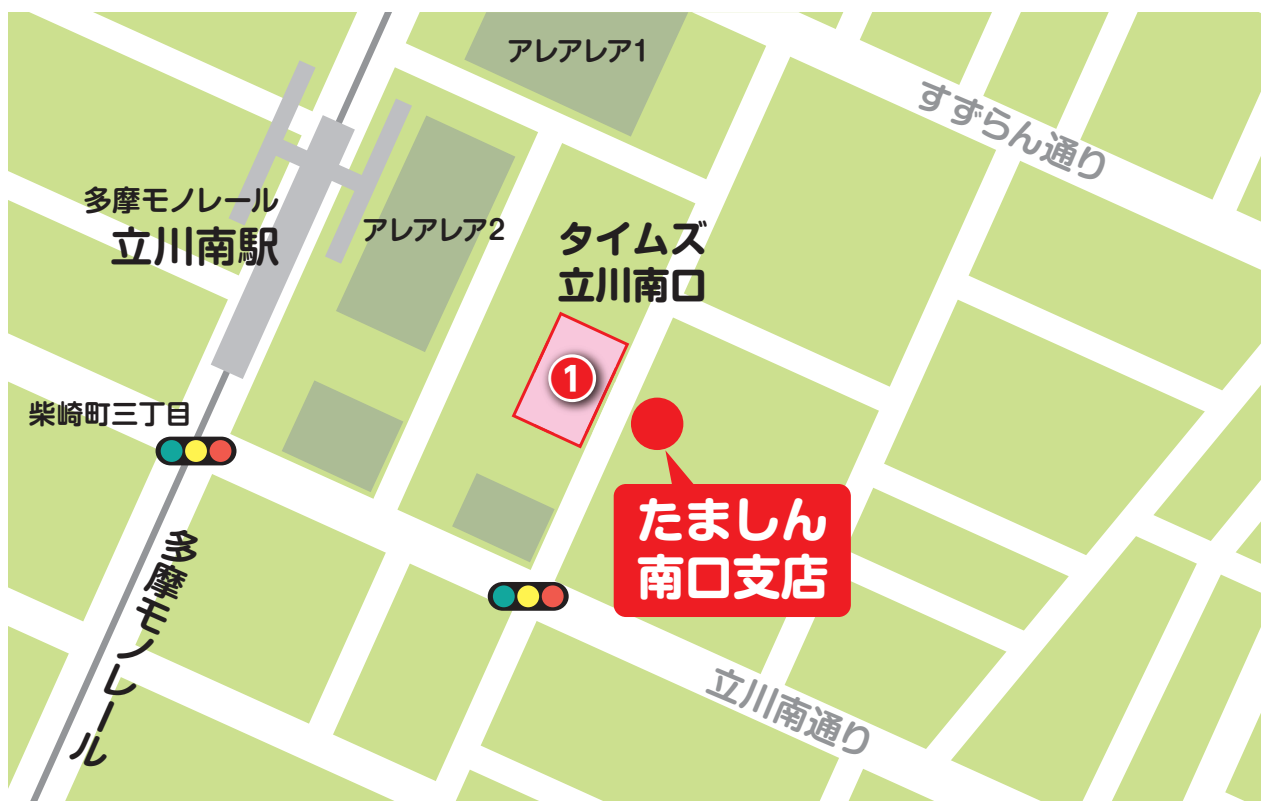 アレアレア1
すずらん通り
多摩モノレール
立川南駅
アレアレア2
タイムズ
立川南口
1
柴崎町三丁目
たましん
南口支店
多摩モノレール
立川南通り